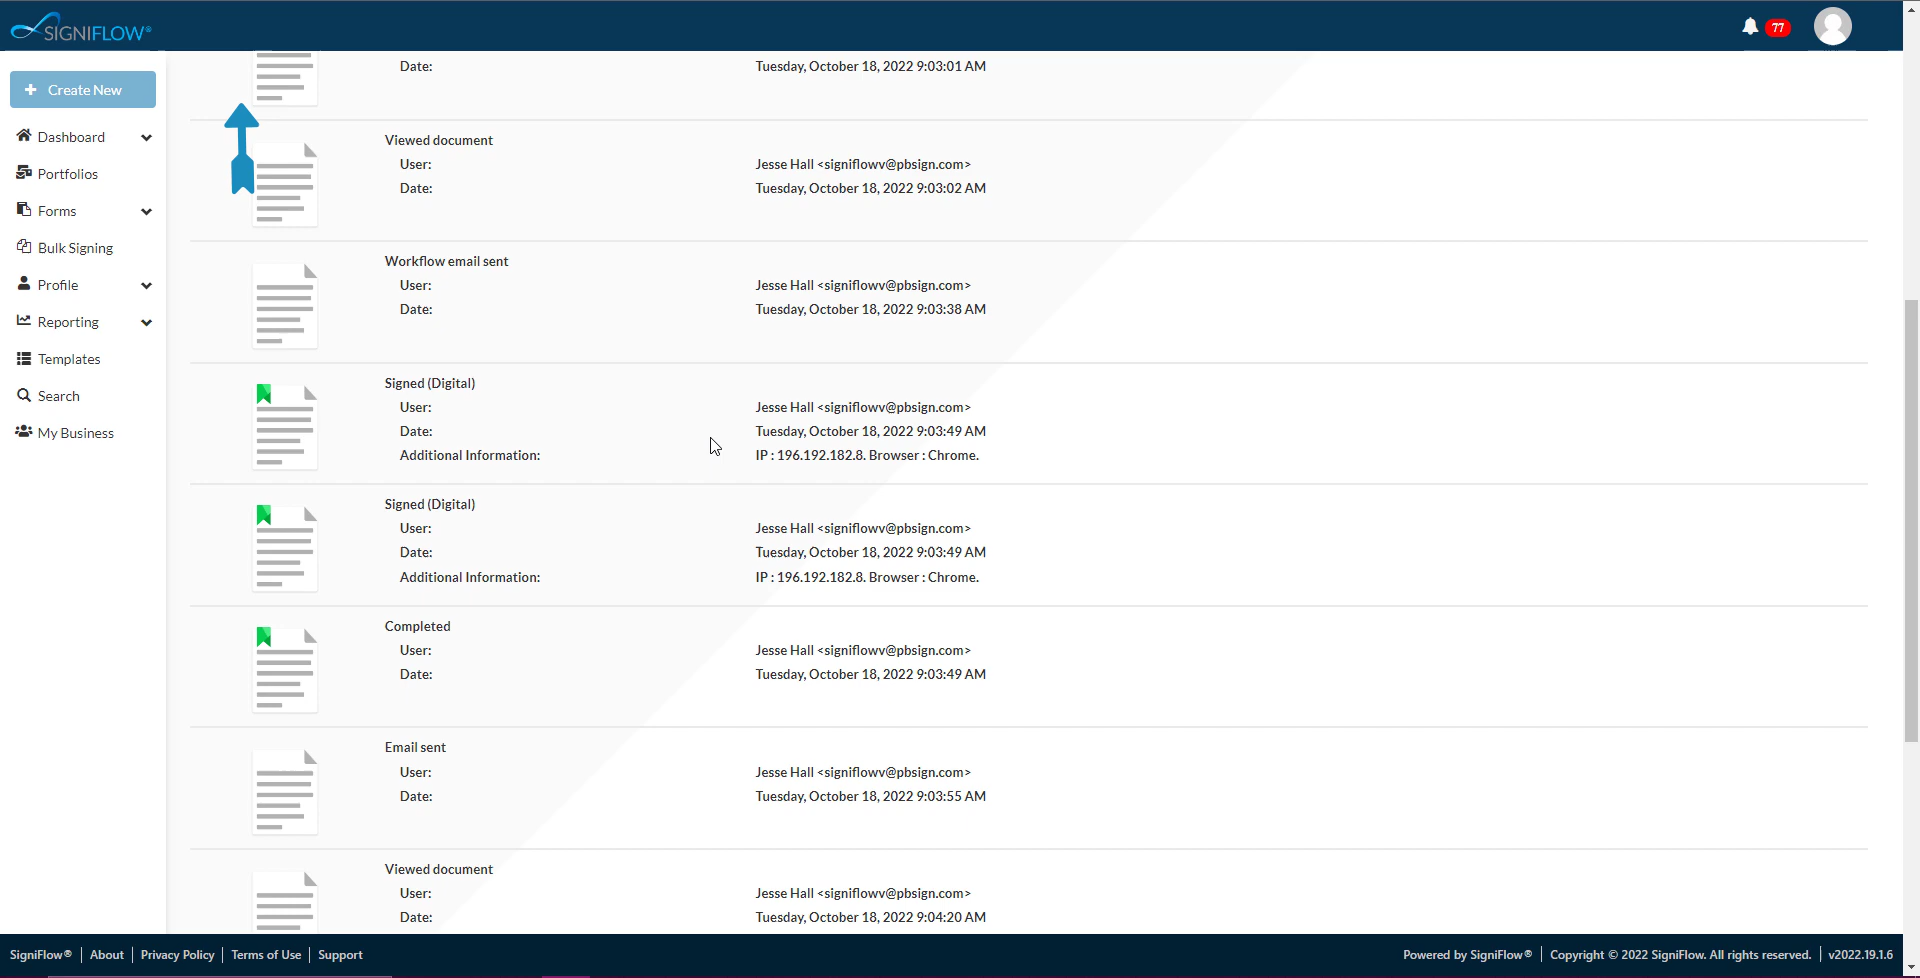 SIGNIFLOW®
77
Create New
Dashboard
Portfolios
Forms
Bulk Signing
Profile
Reporting
Templates
Search
My Business
Date: Tuesday, October 18, 2022 9:03:01 AM
Viewed document
User: Jesse Hall <signiflowv@pbsign.com>
Date: Tuesday, October 18, 2022 9:03:02 AM
Workflow email sent
User: Jesse Hall <signiflowv@pbsign.com>
Date: Tuesday, October 18, 2022 9:03:38 AM
Signed (Digital)
User: Jesse Hall <signiflowv@pbsign.com>
Date: Tuesday, October 18, 2022 9:03:49 AM
Additional Information: IP : 196.192.182.8. Browser : Chrome.
Signed (Digital)
User: Jesse Hall <signiflowv@pbsign.com>
Date: Tuesday, October 18, 2022 9:03:49 AM
Additional Information: IP : 196.192.182.8. Browser : Chrome.
Completed
User: Jesse Hall <signiflowv@pbsign.com>
Date: Tuesday, October 18, 2022 9:03:49 AM
Email sent
User: Jesse Hall <signiflowv@pbsign.com>
Date: Tuesday, October 18, 2022 9:03:55 AM
Viewed document
User: Jesse Hall <signiflowv@pbsign.com>
Date: Tuesday, October 18, 2022 9:04:20 AM
SigniFlow® | About | Privacy Policy | Terms of Use | Support Powered by SigniFlow® | Copyright © 2022 SigniFlow. All rights reserved. | v2022.19.1.6